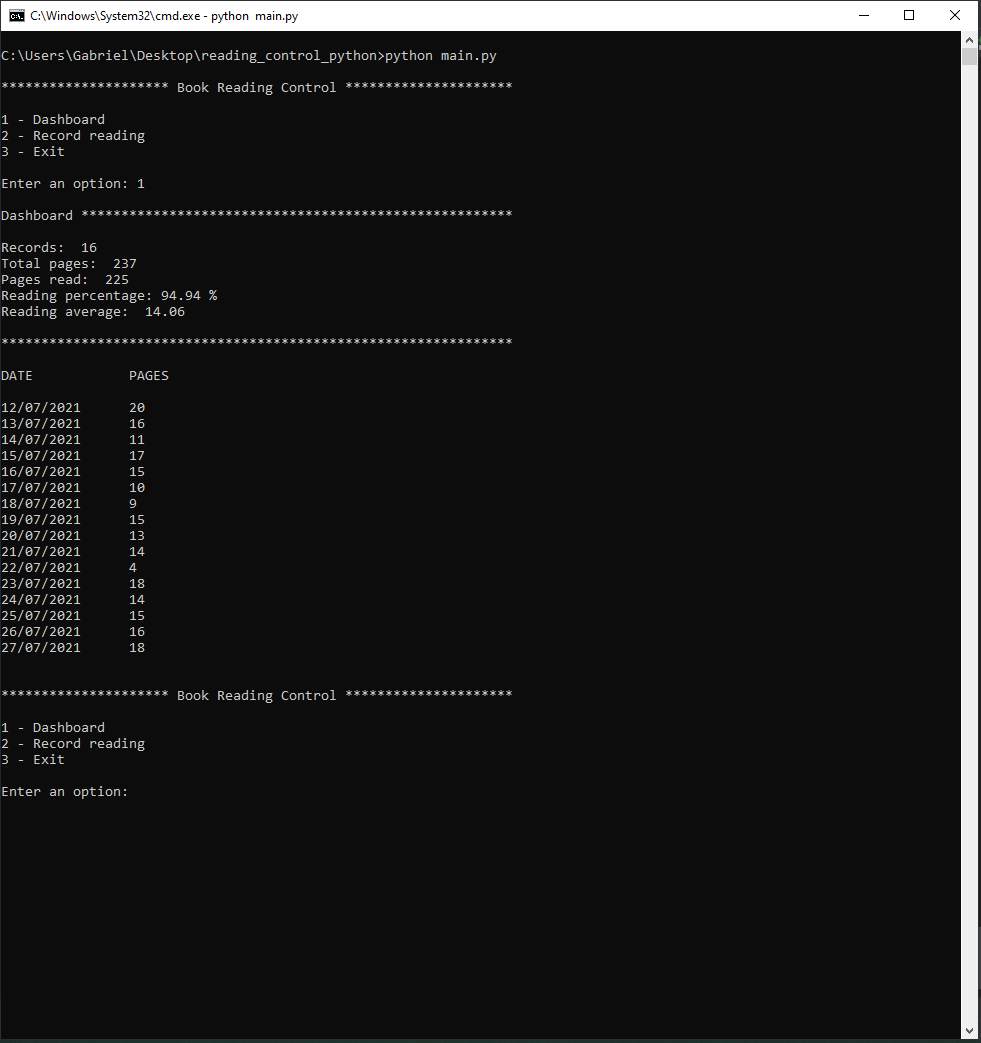 C:\Windows\System32\cmd.exe - python  main.py
C:\Users\Gabriel\Desktop\reading_control_python>python main.py
********************* Book Reading Control *********************
1 - Dashboard
2 - Record reading
3 - Exit
Enter an option: 1
Dashboard ******************************************************
Records:  16
Total pages:  237
Pages read:  225
Reading percentage: 94.94 %
Reading average:  14.06
****************************************************************
DATE            PAGES
12/07/2021      20
13/07/2021      16
14/07/2021      11
15/07/2021      17
16/07/2021      15
17/07/2021      10
18/07/2021      9
19/07/2021      15
20/07/2021      13
21/07/2021      14
22/07/2021      4
23/07/2021      18
24/07/2021      14
25/07/2021      15
26/07/2021      16
27/07/2021      18
********************* Book Reading Control *********************
1 - Dashboard
2 - Record reading
3 - Exit
Enter an option: